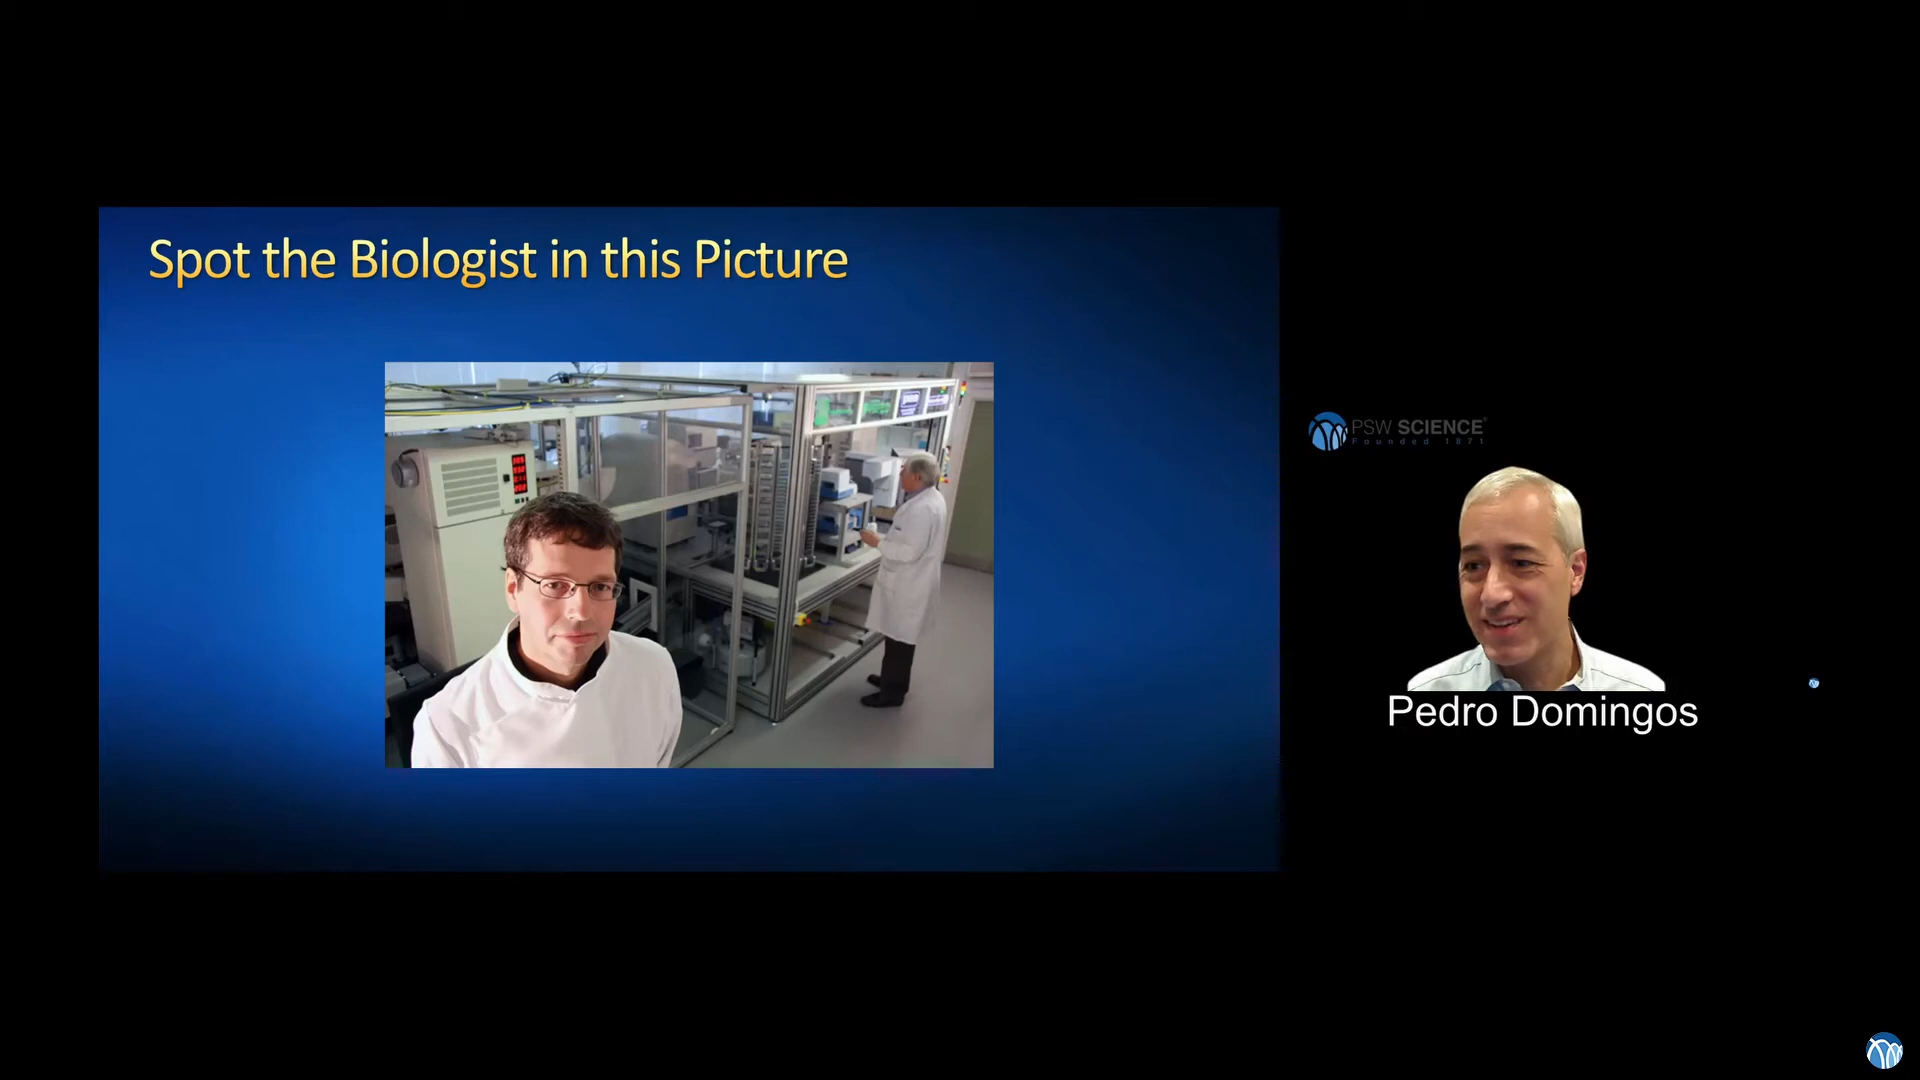 Spot the Biologist in this Picture
PSW SCIENCE
Founded 1871
Pedro Domingos